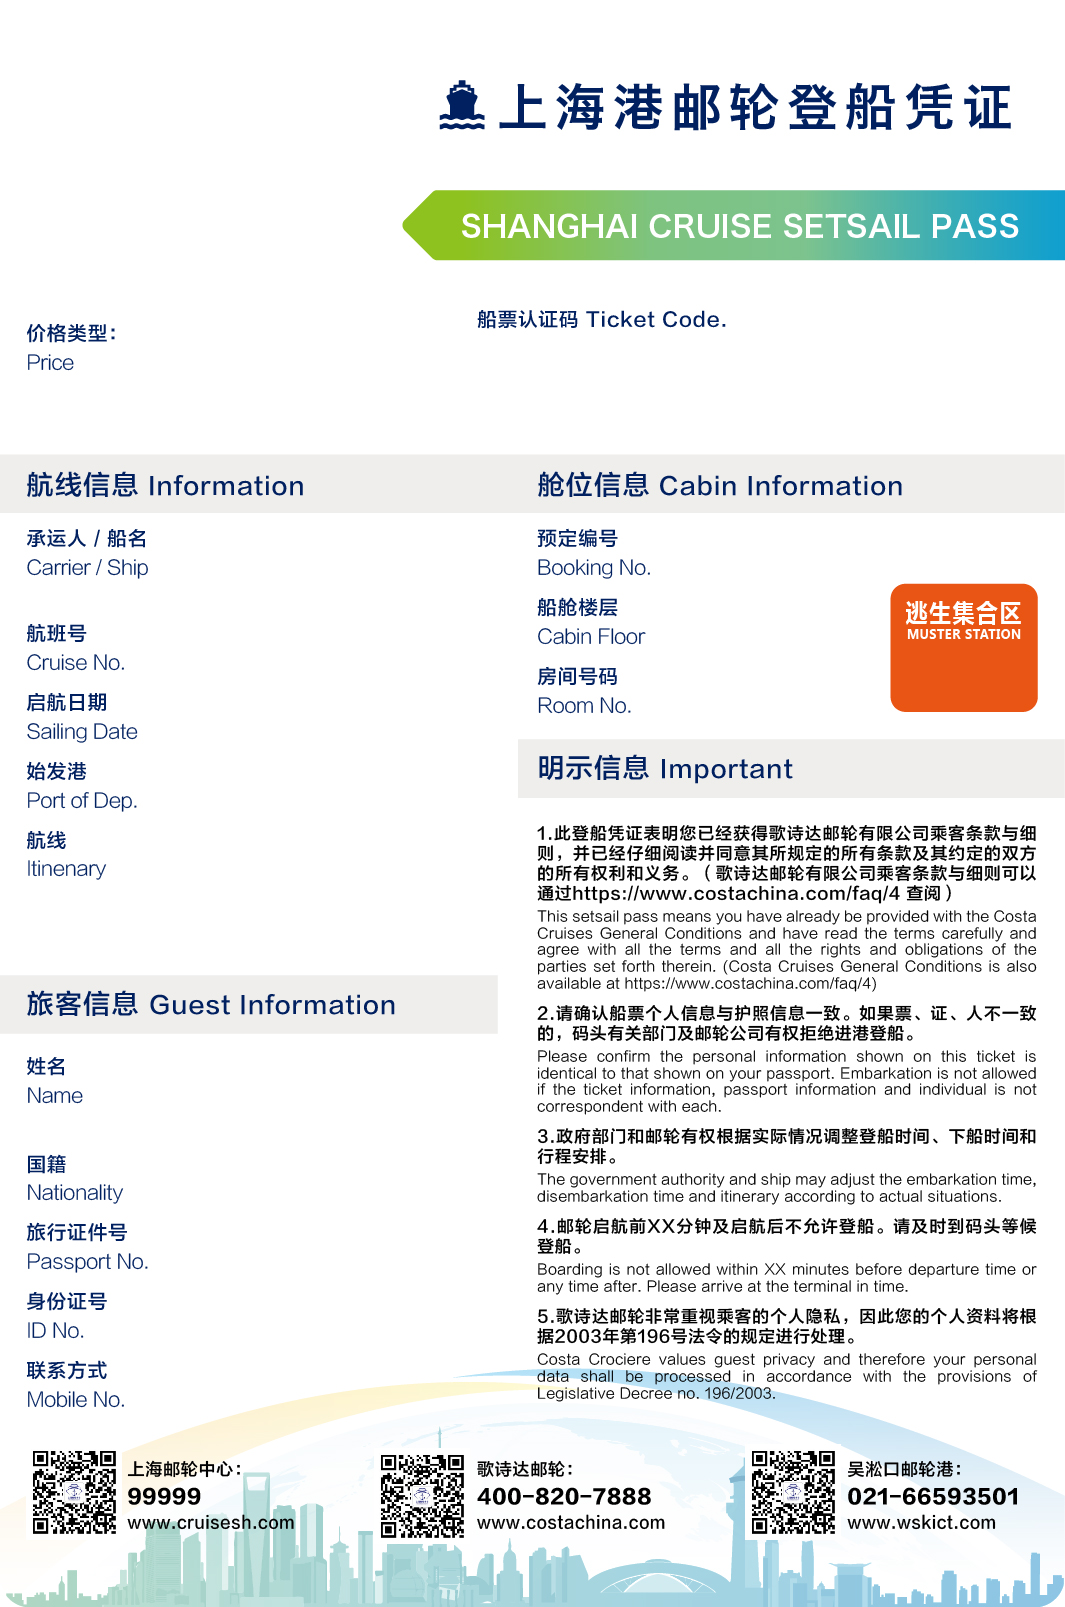 上海港邮轮登船凭证
SHANGHAI CRUISE SETSAIL PASS
价格类型：
Price
船票认证码 Ticket Code.
航线信息 Information
承运人 / 船名
Carrier / Ship
航班号
Cruise No.
启航日期
Sailing Date
始发港
Port of Dep.
航线
Itinenary
舱位信息 Cabin Information
预定编号
Booking No.
船舱楼层
Cabin Floor
房间号码
Room No.
逃生集合区
MUSTER STATION
旅客信息 Guest Information
姓名
Name
国籍
Nationality
旅行证件号
Passport No.
身份证号
ID No.
联系方式
Mobile No.
明示信息 Important
1.此登船凭证表明您已经获得歌诗达邮轮有限公司乘客条款与细
则，并已经仔细阅读并同意其所规定的所有条款及其约定的双方
的所有权利和义务。（歌诗达邮轮有限公司乘客条款与细则可以
通过https://www.costachina.com/faq/4 查阅）
This setsail pass means you have already be provided with the Costa
Cruises General Conditions and have read the terms carefully and
agree with all the terms and all the rights and obligations of the
parties set forth therein. (Costa Cruises General Conditions is also
available at https://www.costachina.com/faq/4)
2.请确认船票个人信息与护照信息一致。如果票、证、人不一致
的，码头有关部门及邮轮公司有权拒绝进港登船。
Please confirm the personal information shown on this ticket is
identical to that shown on your passport. Embarkation is not allowed
if the ticket information, passport information and individual is not
correspondent with each.
3.政府部门和邮轮有权根据实际情况调整登船时间、下船时间和
行程安排。
The government authority and ship may adjust the embarkation time,
disembarkation time and itinerary according to actual situations.
4.邮轮启航前XX分钟及启航后不允许登船。请及时到码头等候
登船。
Boarding is not allowed within XX minutes before departure time or
any time after. Please arrive at the terminal in time.
5.歌诗达邮轮非常重视乘客的个人隐私，因此您的个人资料将根
据2003年第196号法令的规定进行处理。
Costa Crociere values guest privacy and therefore your personal
data shall be processed in accordance with the provisions of
Legislative Decree no. 196/2003.
上海邮轮中心：
99999
www.cruisesh.com
歌诗达邮轮：
400-820-7888
www.costachina.com
吴淞口邮轮港：
021-66593501
www.wskict.com